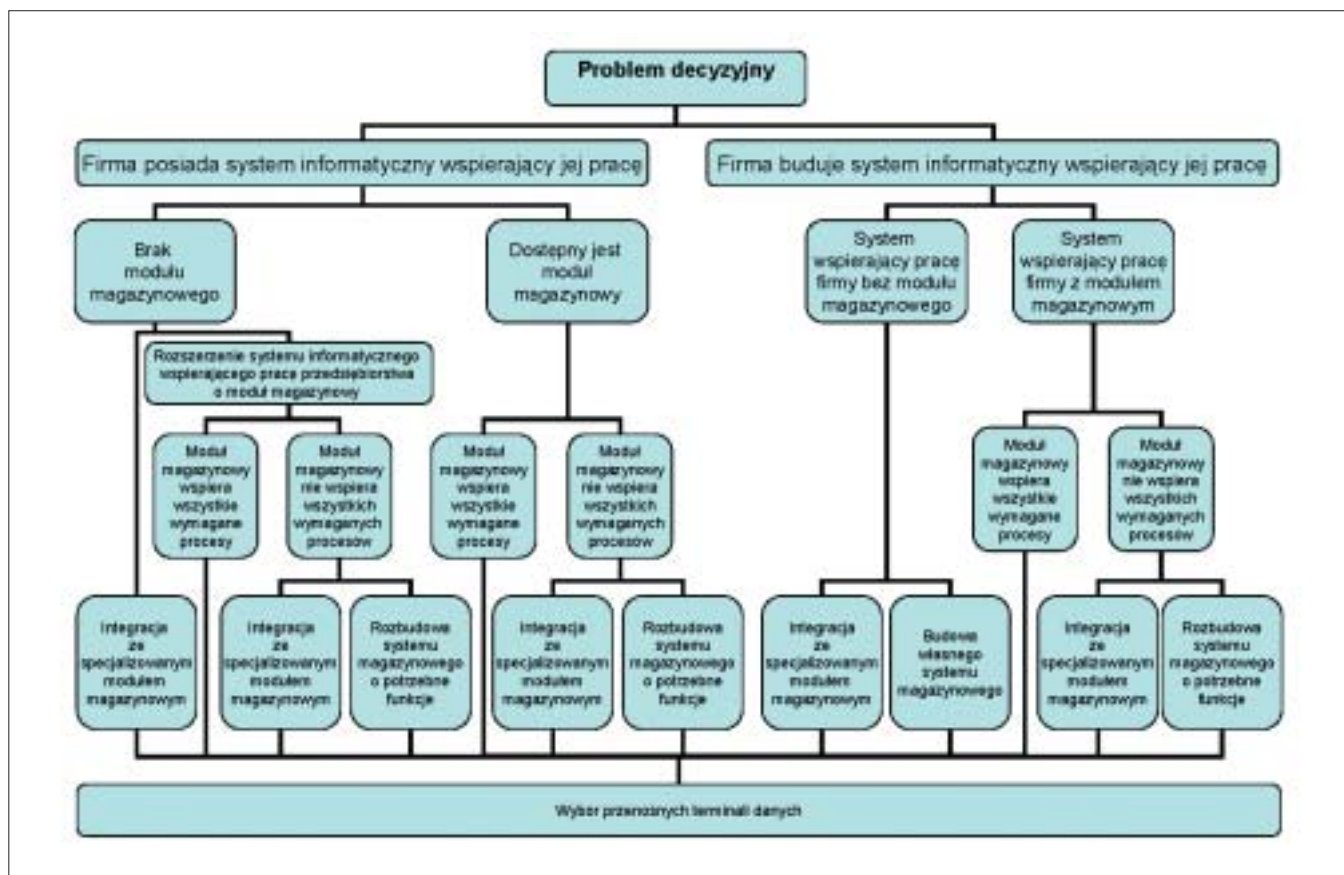 Problem decyzyjny
Firma posiada system informatyczny wspierający jej pracę
Firma buduje system informatyczny wspierający jej pracę
Brak
modułu
magazynowego
Dostępny jest
moduł
magazynowy
System
wspierający pracę
firmy bez modułu
magazynowego
System
wspierający pracę
firmy z modułem
magazynowym
Rozszerzenie systemu informatycznego
wspierającego pracę przedsiębiorstwa
o moduł magazynowy
Moduł
magazynowy
wspiera
wszystkie
wymagane
procesy
Moduł
magazynowy
nie wspiera
wszystkich
wymaganych
procesów
Moduł
magazynowy
wspiera
wszystkie
wymagane
procesy
Moduł
magazynowy
nie wspiera
wszystkich
wymaganych
procesów
Moduł
magazynowy
wspiera
wszystkie
wymagane
procesy
Moduł
magazynowy
nie wspiera
wszystkich
wymaganych
procesów
Integracja
ze
specjalizowanym
modułem
magazynowym
Integracja
ze
specjalizowanym
modułem
magazynowym
Rozbudowa
systemu
magazynowego
o potrzebne
funkcje
Integracja
ze
specjalizowanym
modułem
magazynowym
Rozbudowa
systemu
magazynowego
o potrzebne
funkcje
Integracja
ze
specjalizowanym
modułem
magazynowym
Budowa
własnego
systemu
magazynowego
Integracja
ze
specjalizowanym
modułem
magazynowym
Rozbudowa
systemu
magazynowego
o potrzebne
funkcje
Wybór przenośnych terminali danych